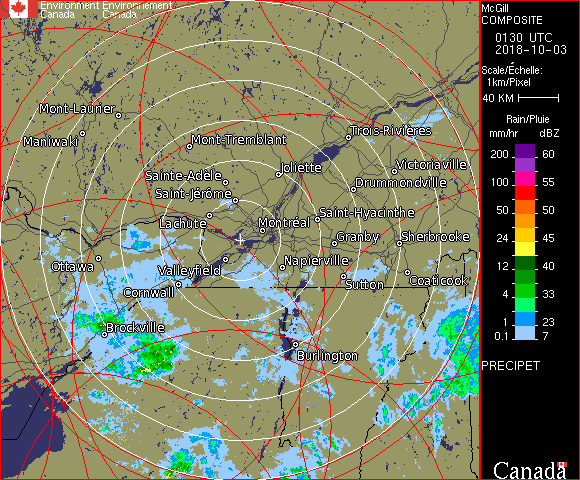 Environment Environnement
Canada Canada
McGill
COMPOSITE
0130 UTC
2018-10-03
Scale/Échelle:
1km/Pixel
40 KM
Rain/Pluie
mm/hr dBZ
200 60
150 57
100 55
50 50
24 45
12 40
4 33
1 23
0.1 7
PRECIPET
Canada
Mont-Laurier
Maniwaki
Mont-Tremblant
Trois-Rivières
Joliette
Victoriaville
Sainte-Adèle
Drummondville
Saint-Jérôme
Lachute
Saint-Hyacinthe
Montréal
Granby
Sherbrooke
Ottawa
Valleyfield
Napierville
Cornwall
Sutton
Coaticook
Brockville
Burlington